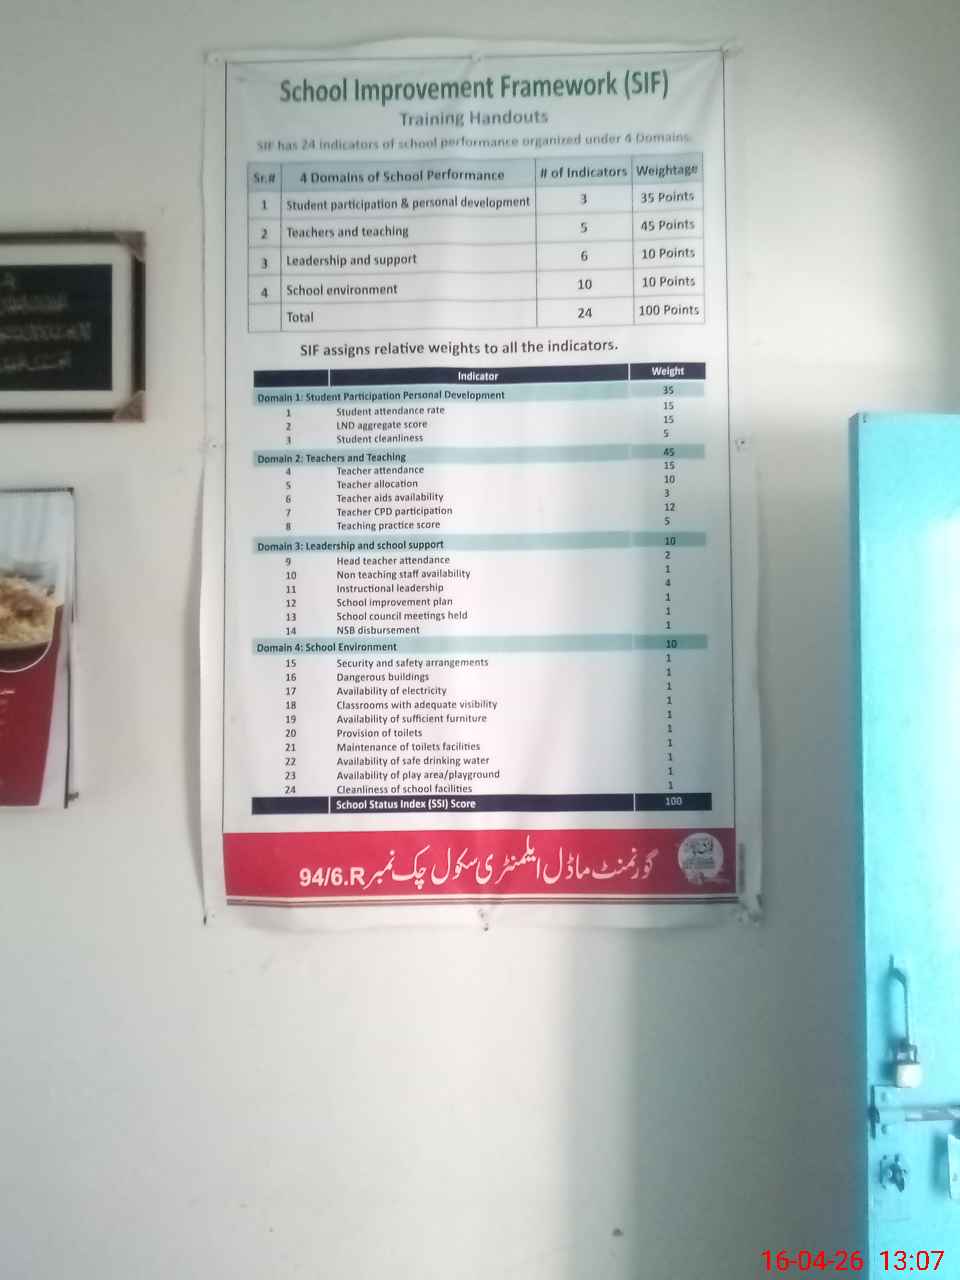 School Improvement Framework (SIF)
Training Handouts
SIF has 24 indicators of school performance organized under 4 Domains.
Sr.# 4 Domains of School Performance # of Indicators Weightage
1 Student participation & personal development 3 35 Points
2 Teachers and teaching 5 45 Points
3 Leadership and support 6 10 Points
4 School environment 10 10 Points
Total 24 100 Points
SIF assigns relative weights to all the indicators.
Indicator Weight
Domain 1: Student Participation Personal Development 35
1 Student attendance rate 15
2 LND aggregate score 15
3 Student cleanliness 5
Domain 2: Teachers and Teaching 45
4 Teacher attendance 15
5 Teacher allocation 10
6 Teacher aids availability 3
7 Teacher CPD participation 12
8 Teaching practice score 5
Domain 3: Leadership and school support 10
9 Head teacher attendance 2
10 Non teaching staff availability 1
11 Instructional leadership 4
12 School improvement plan 1
13 School council meetings held 1
14 NSB disbursement 1
Domain 4: School Environment 10
15 Security and safety arrangements 1
16 Dangerous buildings 1
17 Availability of electricity 1
18 Classrooms with adequate visibility 1
19 Availability of sufficient furniture 1
20 Provision of toilets 1
21 Maintenance of toilets facilities 1
22 Availability of safe drinking water 1
23 Availability of play area/playground 1
24 Cleanliness of school facilities 1
School Status Index (SSI) Score 100
گورنمنٹ ماڈل ایلیمنٹری سکول چک نمبر 94/6.R
16-04-26 13:07